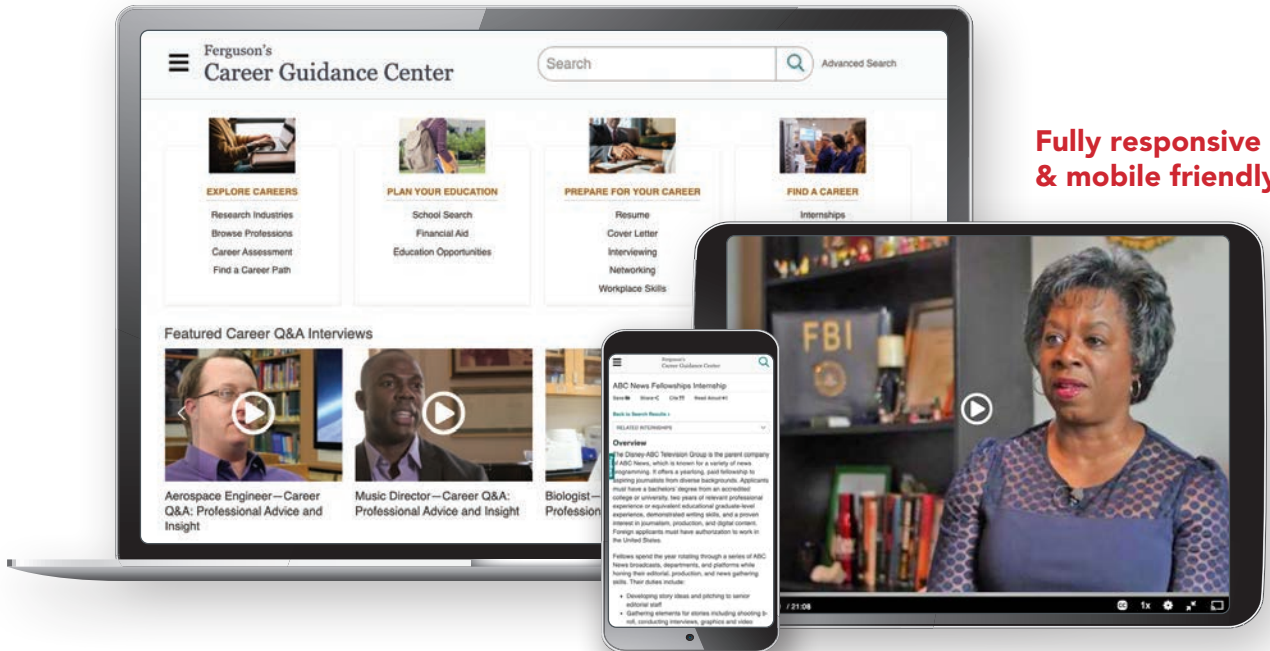 Ferguson's
Career Guidance Center
Search
Advanced Search
EXPLORE CAREERS
Research Industries
Browse Professions
Career Assessment
Find a Career Path
PLAN YOUR EDUCATION
School Search
Financial Aid
Education Opportunities
PREPARE FOR YOUR CAREER
Resume
Cover Letter
Interviewing
Networking
Workplace Skills
FIND A CAREER
Internships
Featured Career Q&A Interviews
Aerospace Engineer—Career
Q&A: Professional Advice and
Insight
Music Director—Career Q&A:
Professional Advice and Insight
Biologist—
Profession
Fully responsive
& mobile friendly
FBI
/ 21:06
1x
Ferguson's
Career Guidance Center
ABC News Fellowships Internship
Save
Share
Cite
Read Aloud
Back to Search Results
RELATED INTERNSHIPS
Overview
The Disney-ABC Television Group is the parent company
of ABC News, which is known for a variety of news
programming. It offers a yearlong, paid fellowship to
aspiring journalists from diverse backgrounds. Applicants
must have a bachelors' degree from an accredited
college or university, two years of relevant professional
experience or equivalent educational graduate-level
experience, demonstrated writing skills, and a proven
interest in journalism, production, and digital content.
Foreign applicants must have authorization to work in
the United States.
Fellows spend the year rotating through a series of ABC
News broadcasts, departments, and platforms while
honing their editorial, production, and news gathering
skills. Their duties include:
• Developing story ideas and pitching to senior
editorial staff
• Gathering elements for stories including shooting b-
roll, conducting interviews, graphics and video